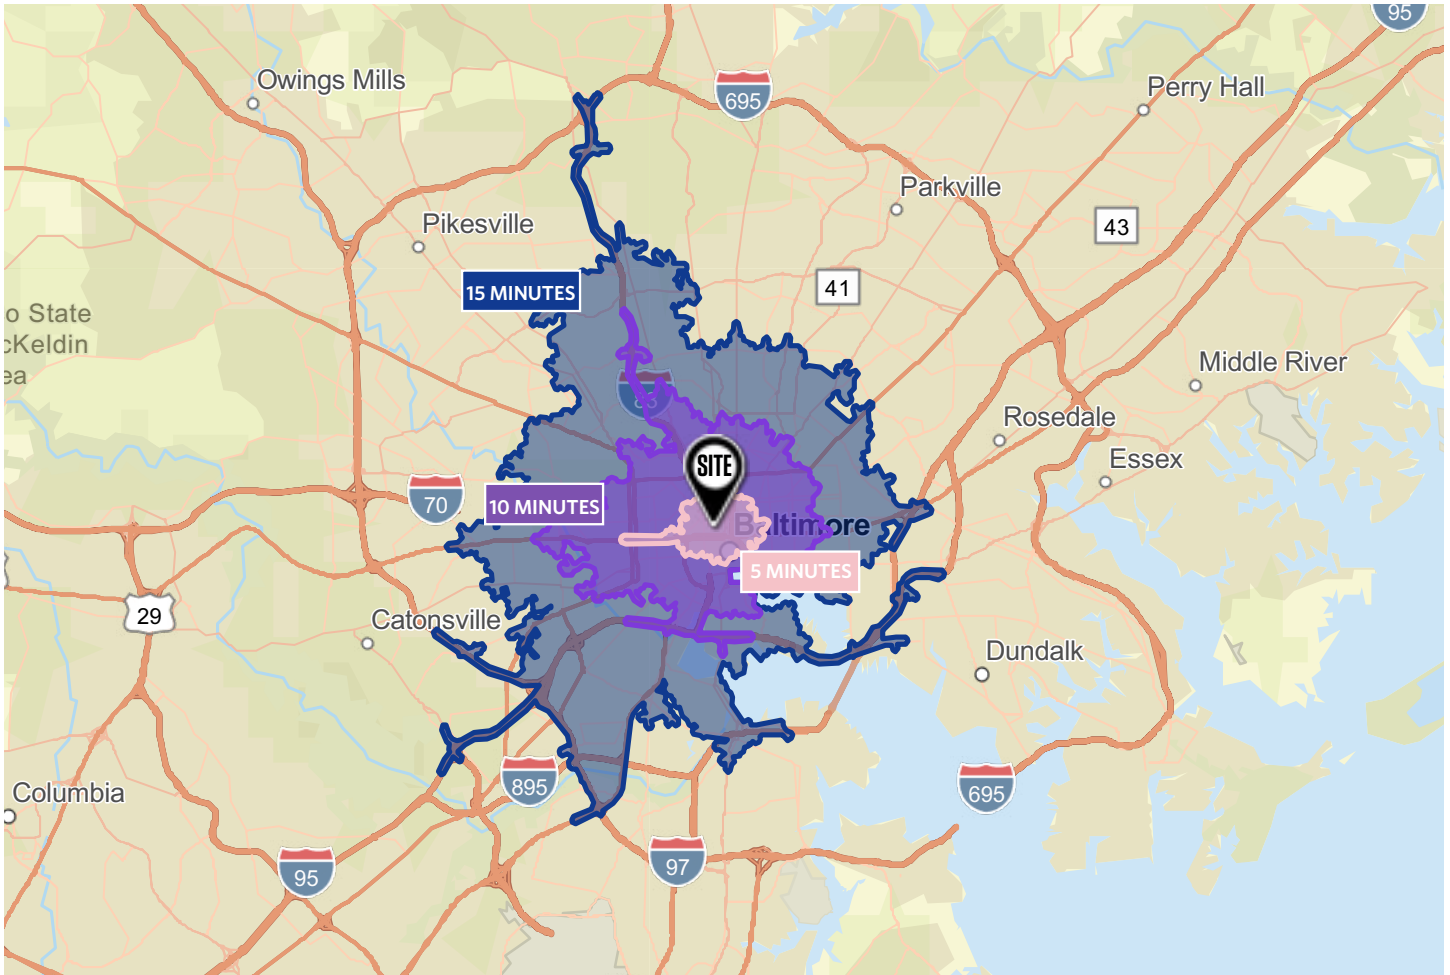 95
Owings Mills
695
Perry Hall
Parkville
Pikesville
43
15 MINUTES
41
o State
cKeldin
ea
Middle River
Rosedale
SITE
Essex
70
10 MINUTES
Baltimore
5 MINUTES
29
Catonsville
Dundalk
895
695
Columbia
97
95